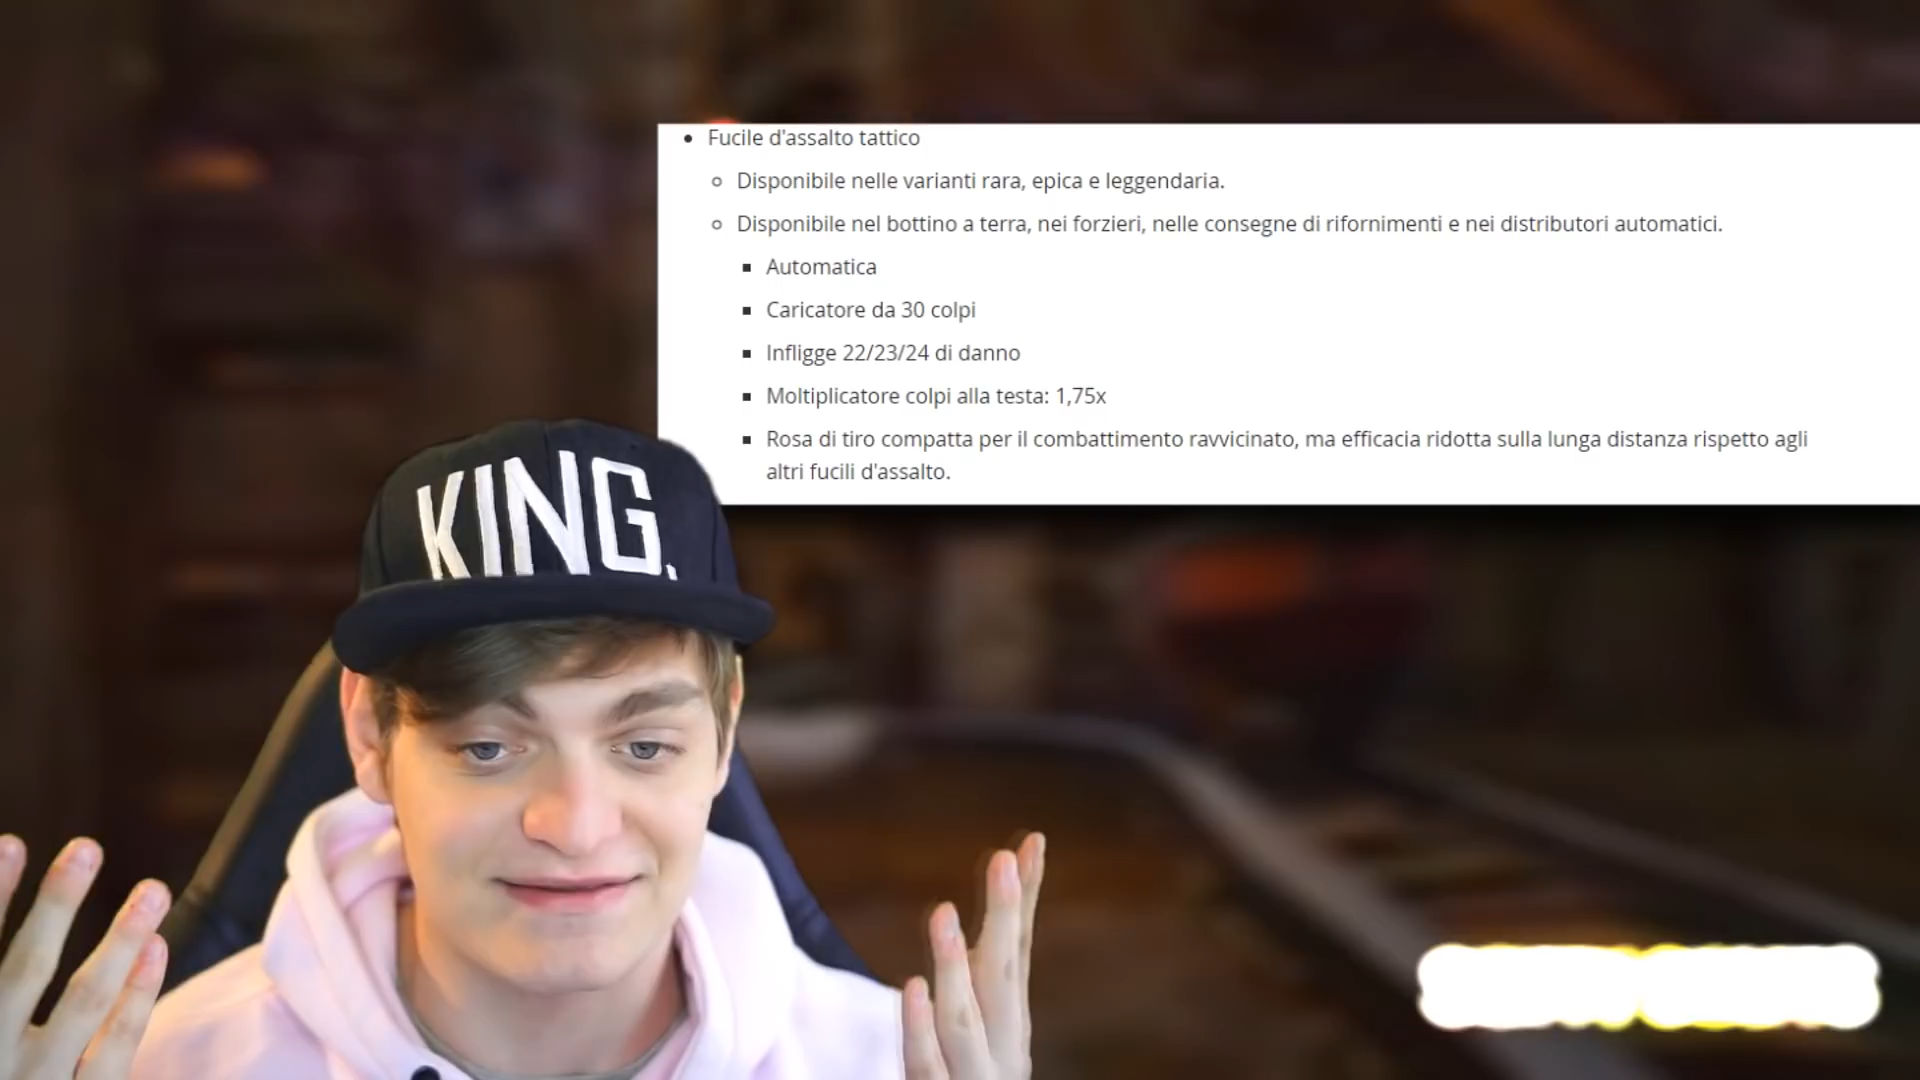 Fucile d'assalto tattico
Disponibile nelle varianti rara, epica e leggendaria.
Disponibile nel bottino a terra, nei forzieri, nelle consegne di rifornimenti e nei distributori automatici.
Automatica
Caricatore da 30 colpi
Infligge 22/23/24 di danno
Moltiplicatore colpi alla testa: 1,75x
Rosa di tiro compatta per il combattimento ravvicinato, ma efficacia ridotta sulla lunga distanza rispetto agli
altri fucili d'assalto.
KING.